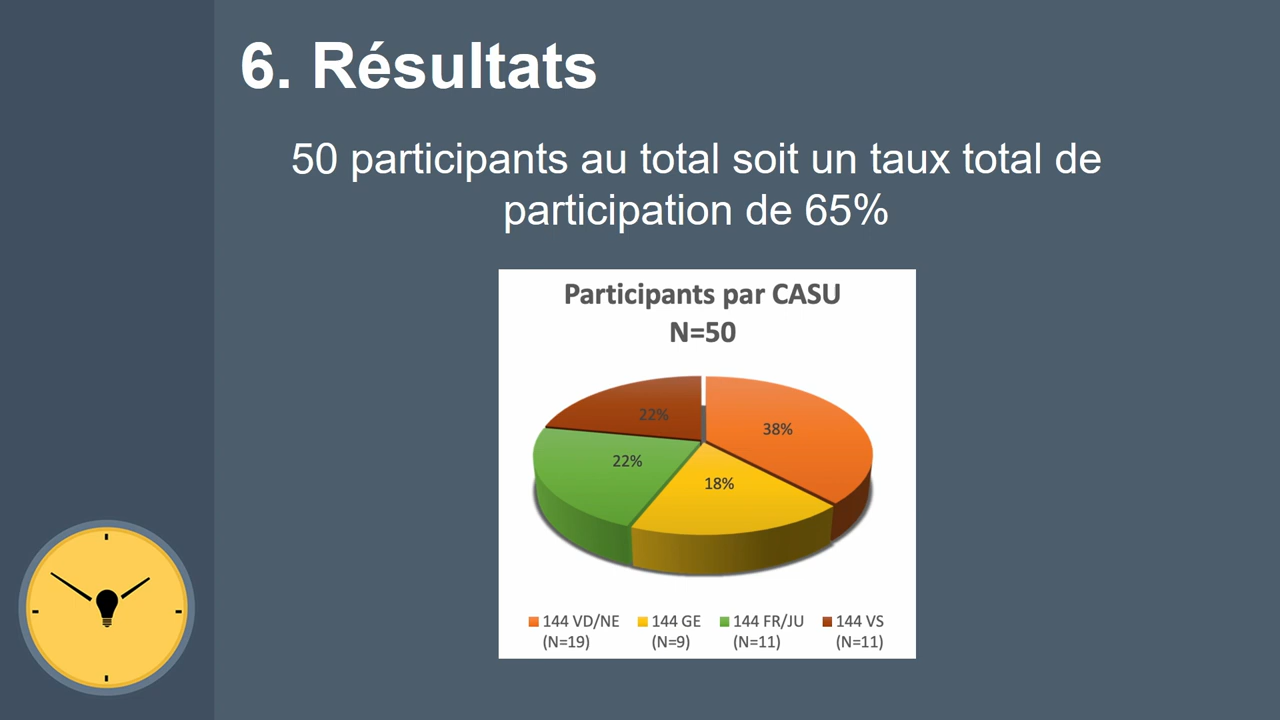 6. Résultats
50 participants au total soit un taux total de
participation de 65%
Participants par CASU
N=50
22%
38%
22%
18%
144 VD/NE 144 GE 144 FR/JU 144 VS
(N=19) (N=9) (N=11) (N=11)